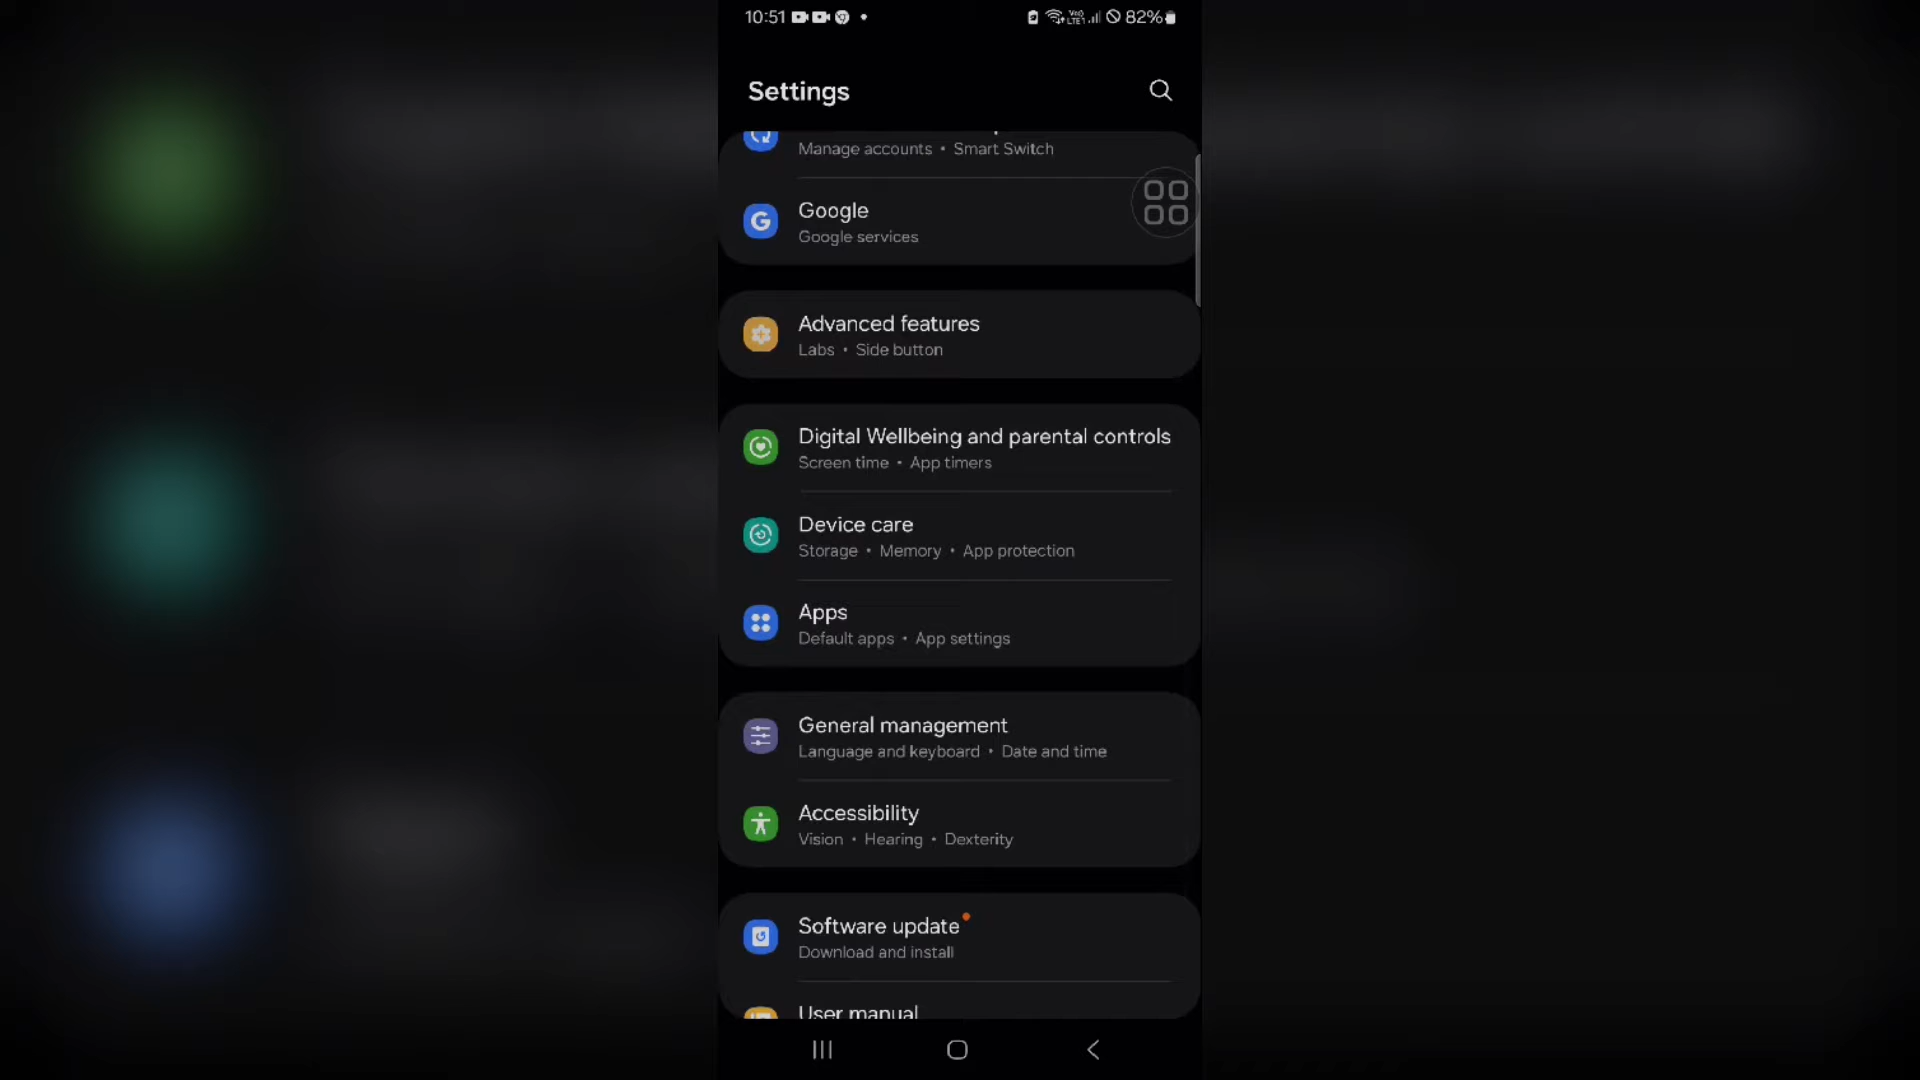 10:51
VoLTE1 82%
Settings
Manage accounts • Smart Switch
Google
Google services
Advanced features
Labs • Side button
Digital Wellbeing and parental controls
Screen time • App timers
Device care
Storage • Memory • App protection
Apps
Default apps • App settings
General management
Language and keyboard • Date and time
Accessibility
Vision • Hearing • Dexterity
Software update
Download and install
User manual